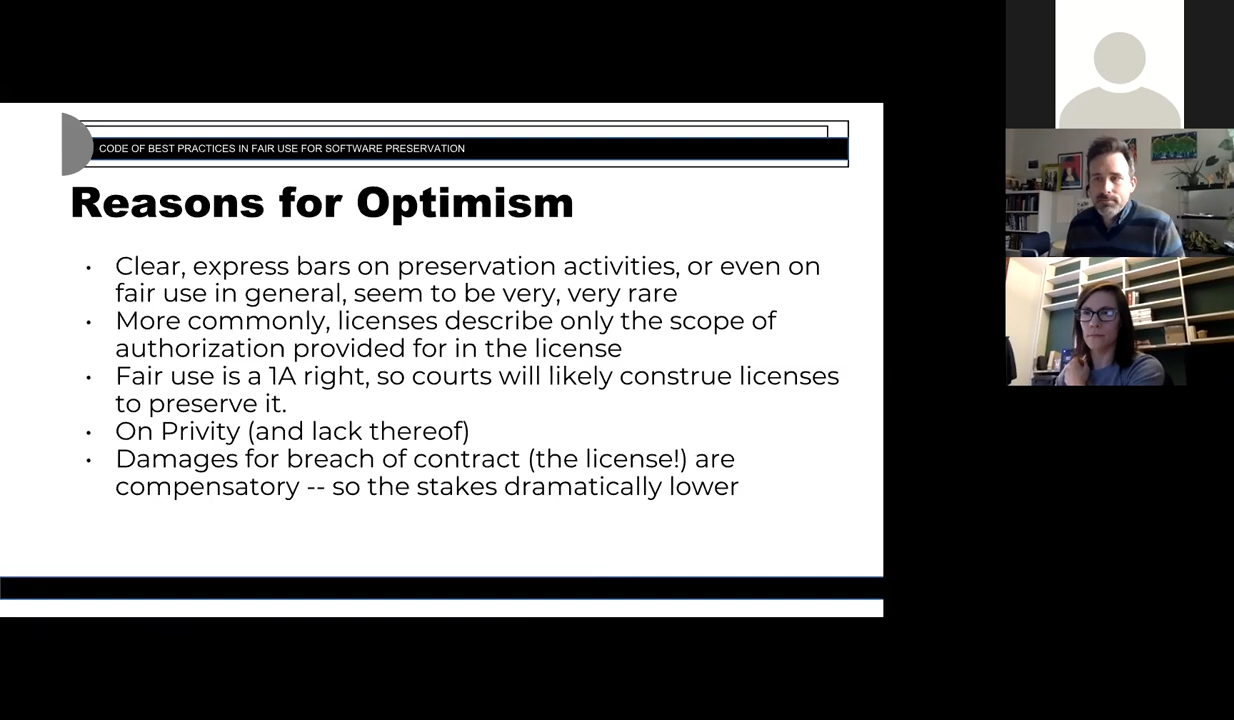 CODE OF BEST PRACTICES IN FAIR USE FOR SOFTWARE PRESERVATION
Reasons for Optimism
• Clear, express bars on preservation activities, or even on
fair use in general, seem to be very, very rare
• More commonly, licenses describe only the scope of
authorization provided for in the license
• Fair use is a 1A right, so courts will likely construe licenses
to preserve it.
• On Privity (and lack thereof)
• Damages for breach of contract (the license!) are
compensatory -- so the stakes dramatically lower